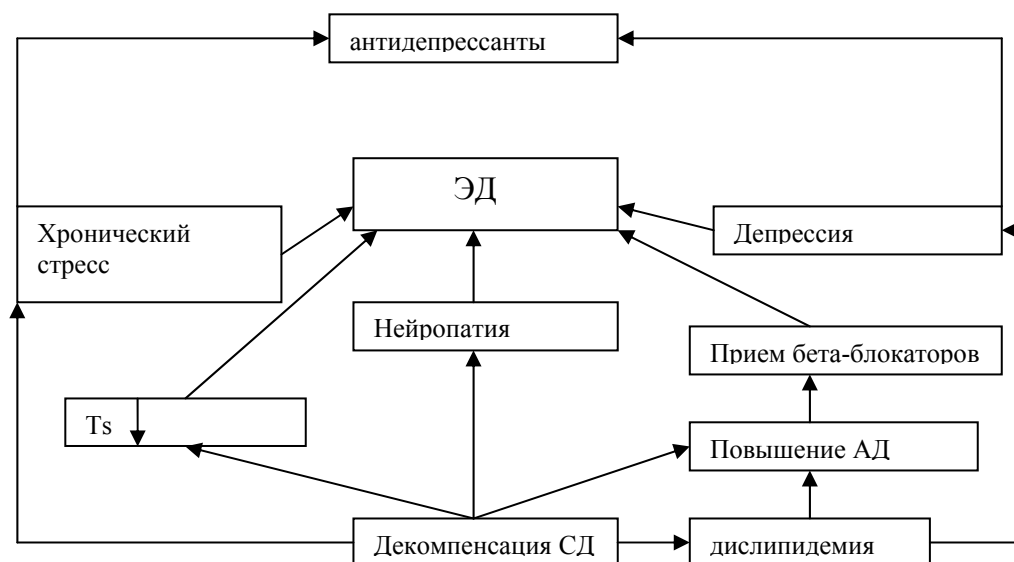 антидепрессанты
ЭД
Хронический
стресс
Депрессия
Нейропатия
Прием бета-блокаторов
Ts
Повышение АД
Декомпенсация СД
дислипидемия